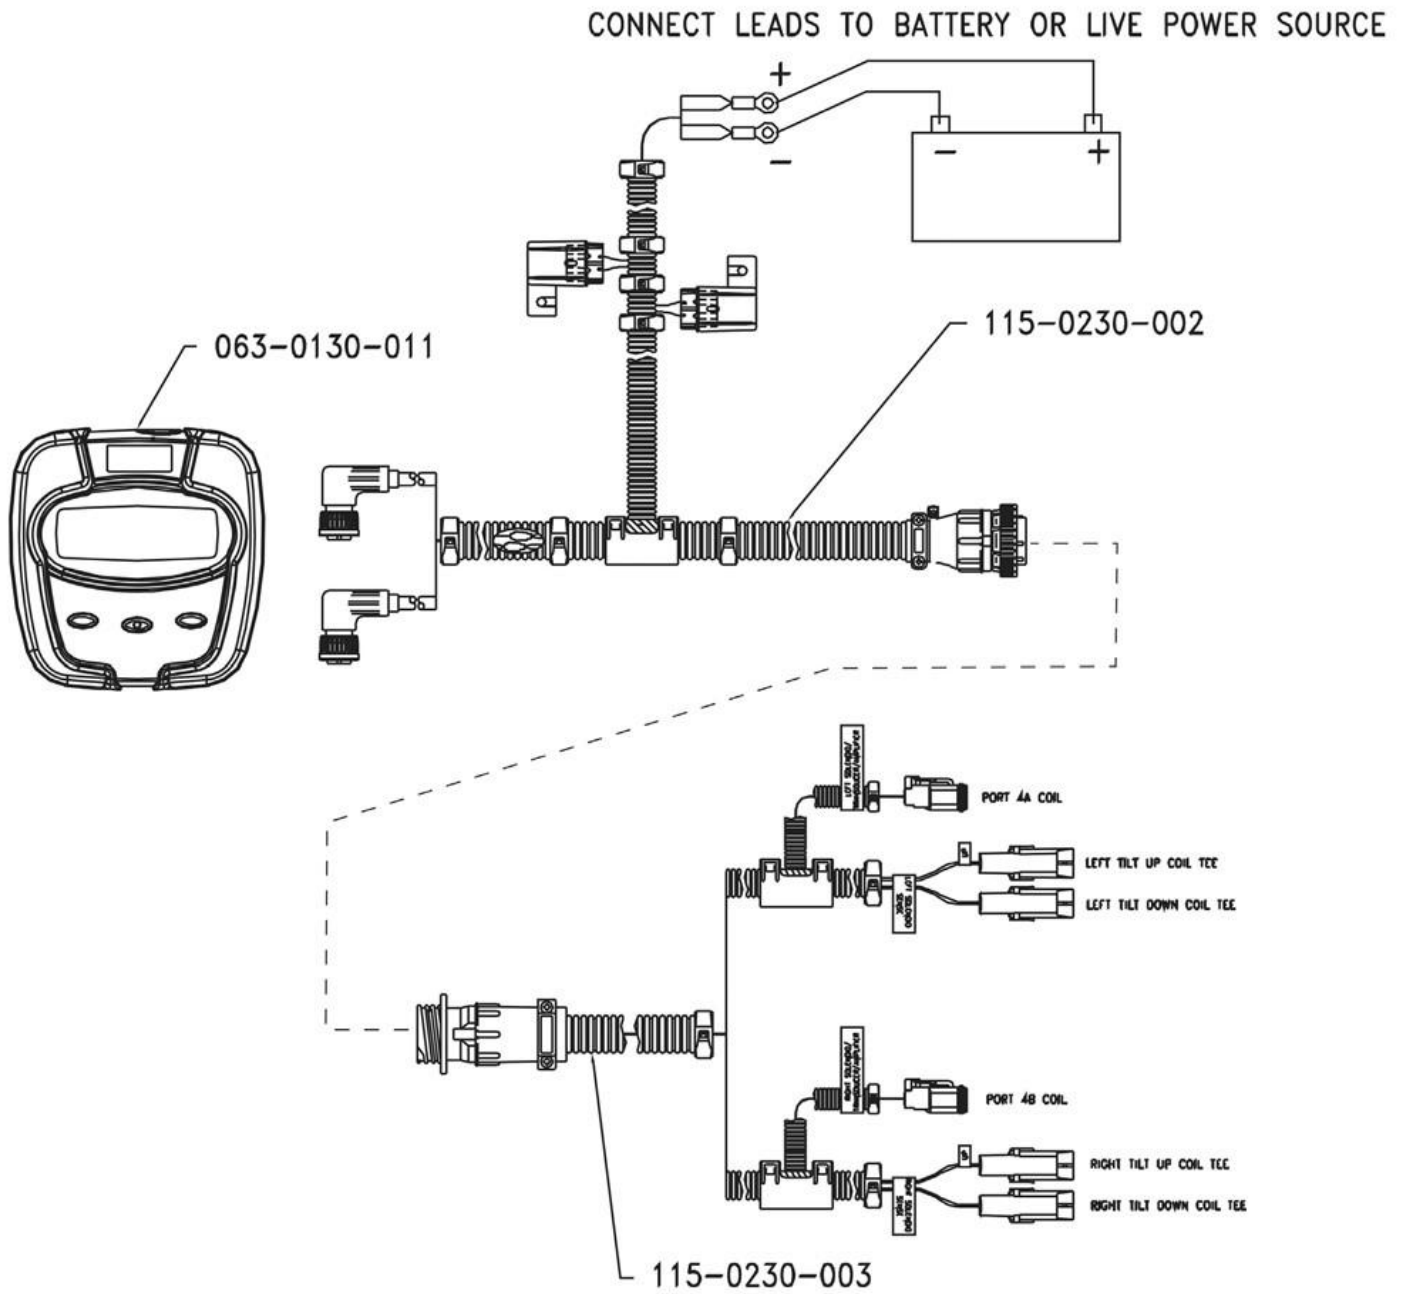 CONNECT LEADS TO BATTERY OR LIVE POWER SOURCE
+
-
- +
115-0230-002
063-0130-011
PORT 4A COIL
LEFT TILT UP COIL TEE
LEFT TILT DOWN COIL TEE
PORT 4B COIL
RIGHT TILT UP COIL TEE
RIGHT TILT DOWN COIL TEE
115-0230-003